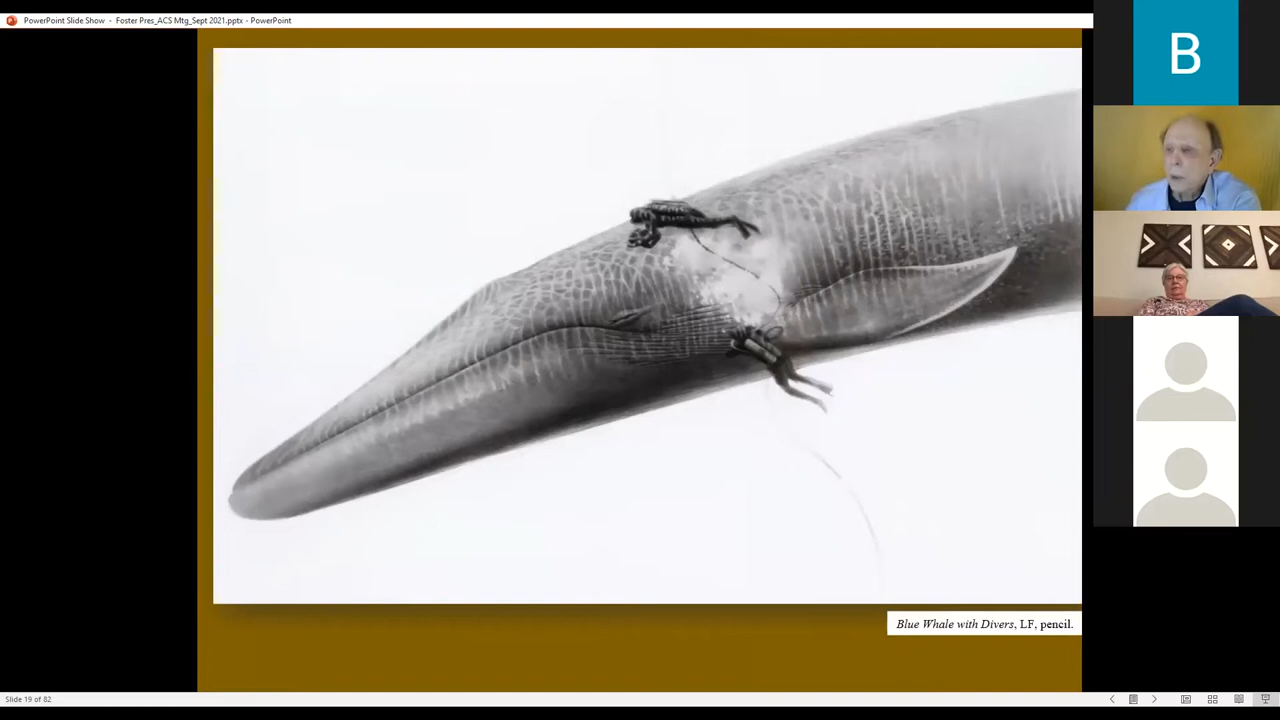 PowerPoint Slide Show - Foster Pres_ACS Mtg_Sept 2021.pptx - PowerPoint
B
Blue Whale with Divers, LF, pencil.
Slide 19 of 82